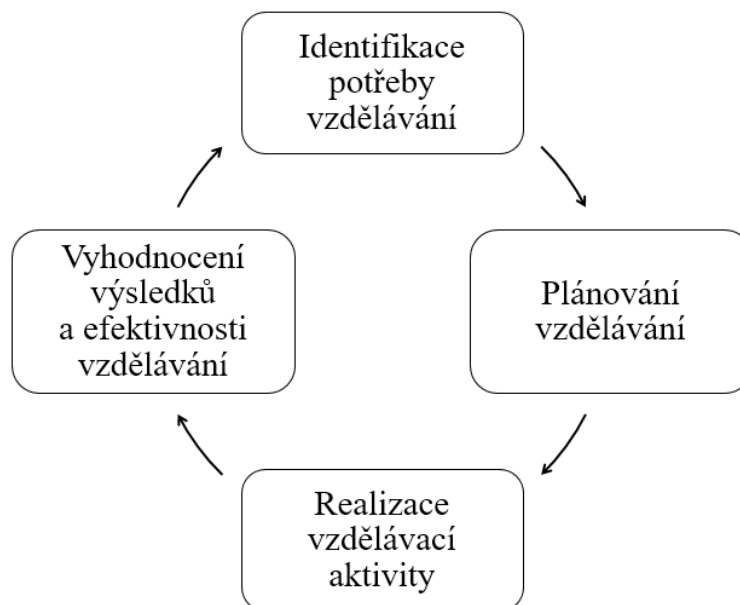 Identifikace
potřeby
vzdělávání
Plánování
vzdělávání
Realizace
vzdělávací
aktivity
Vyhodnocení
výsledků
a efektivnosti
vzdělávání